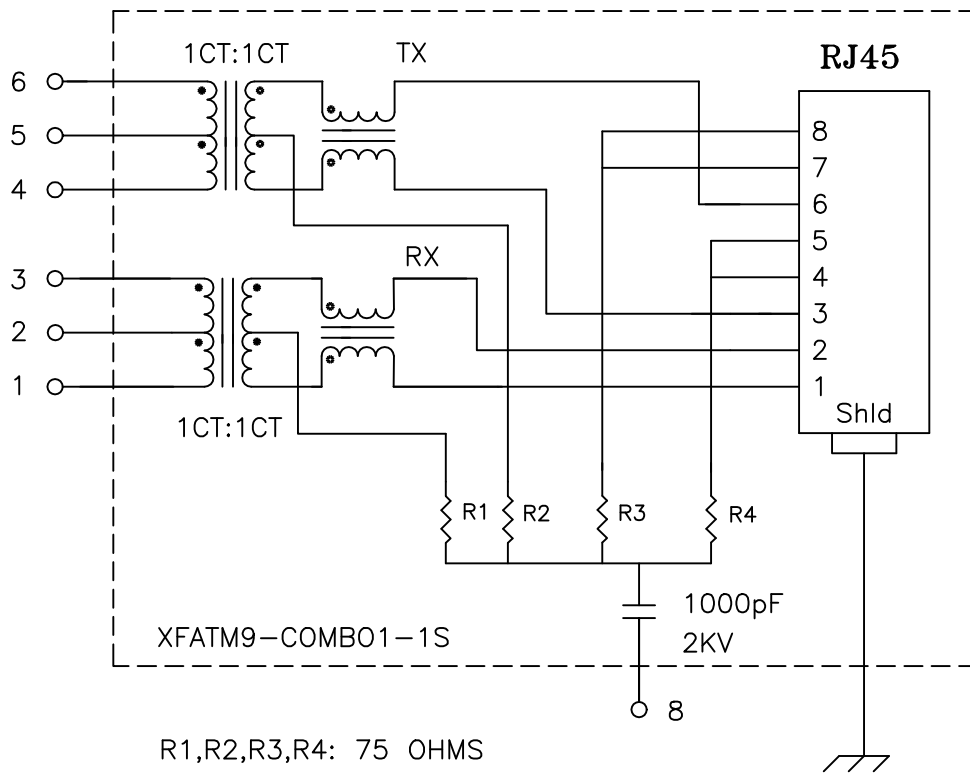 1CT:1CT
TX
RJ45
6
5
4
3
2
1
RX
1CT:1CT
8
7
6
5
4
3
2
1
Shld
R1
R2
R3
R4
1000pF
2KV
XFATM9-COMBO1-1S
8
R1,R2,R3,R4: 75 OHMS